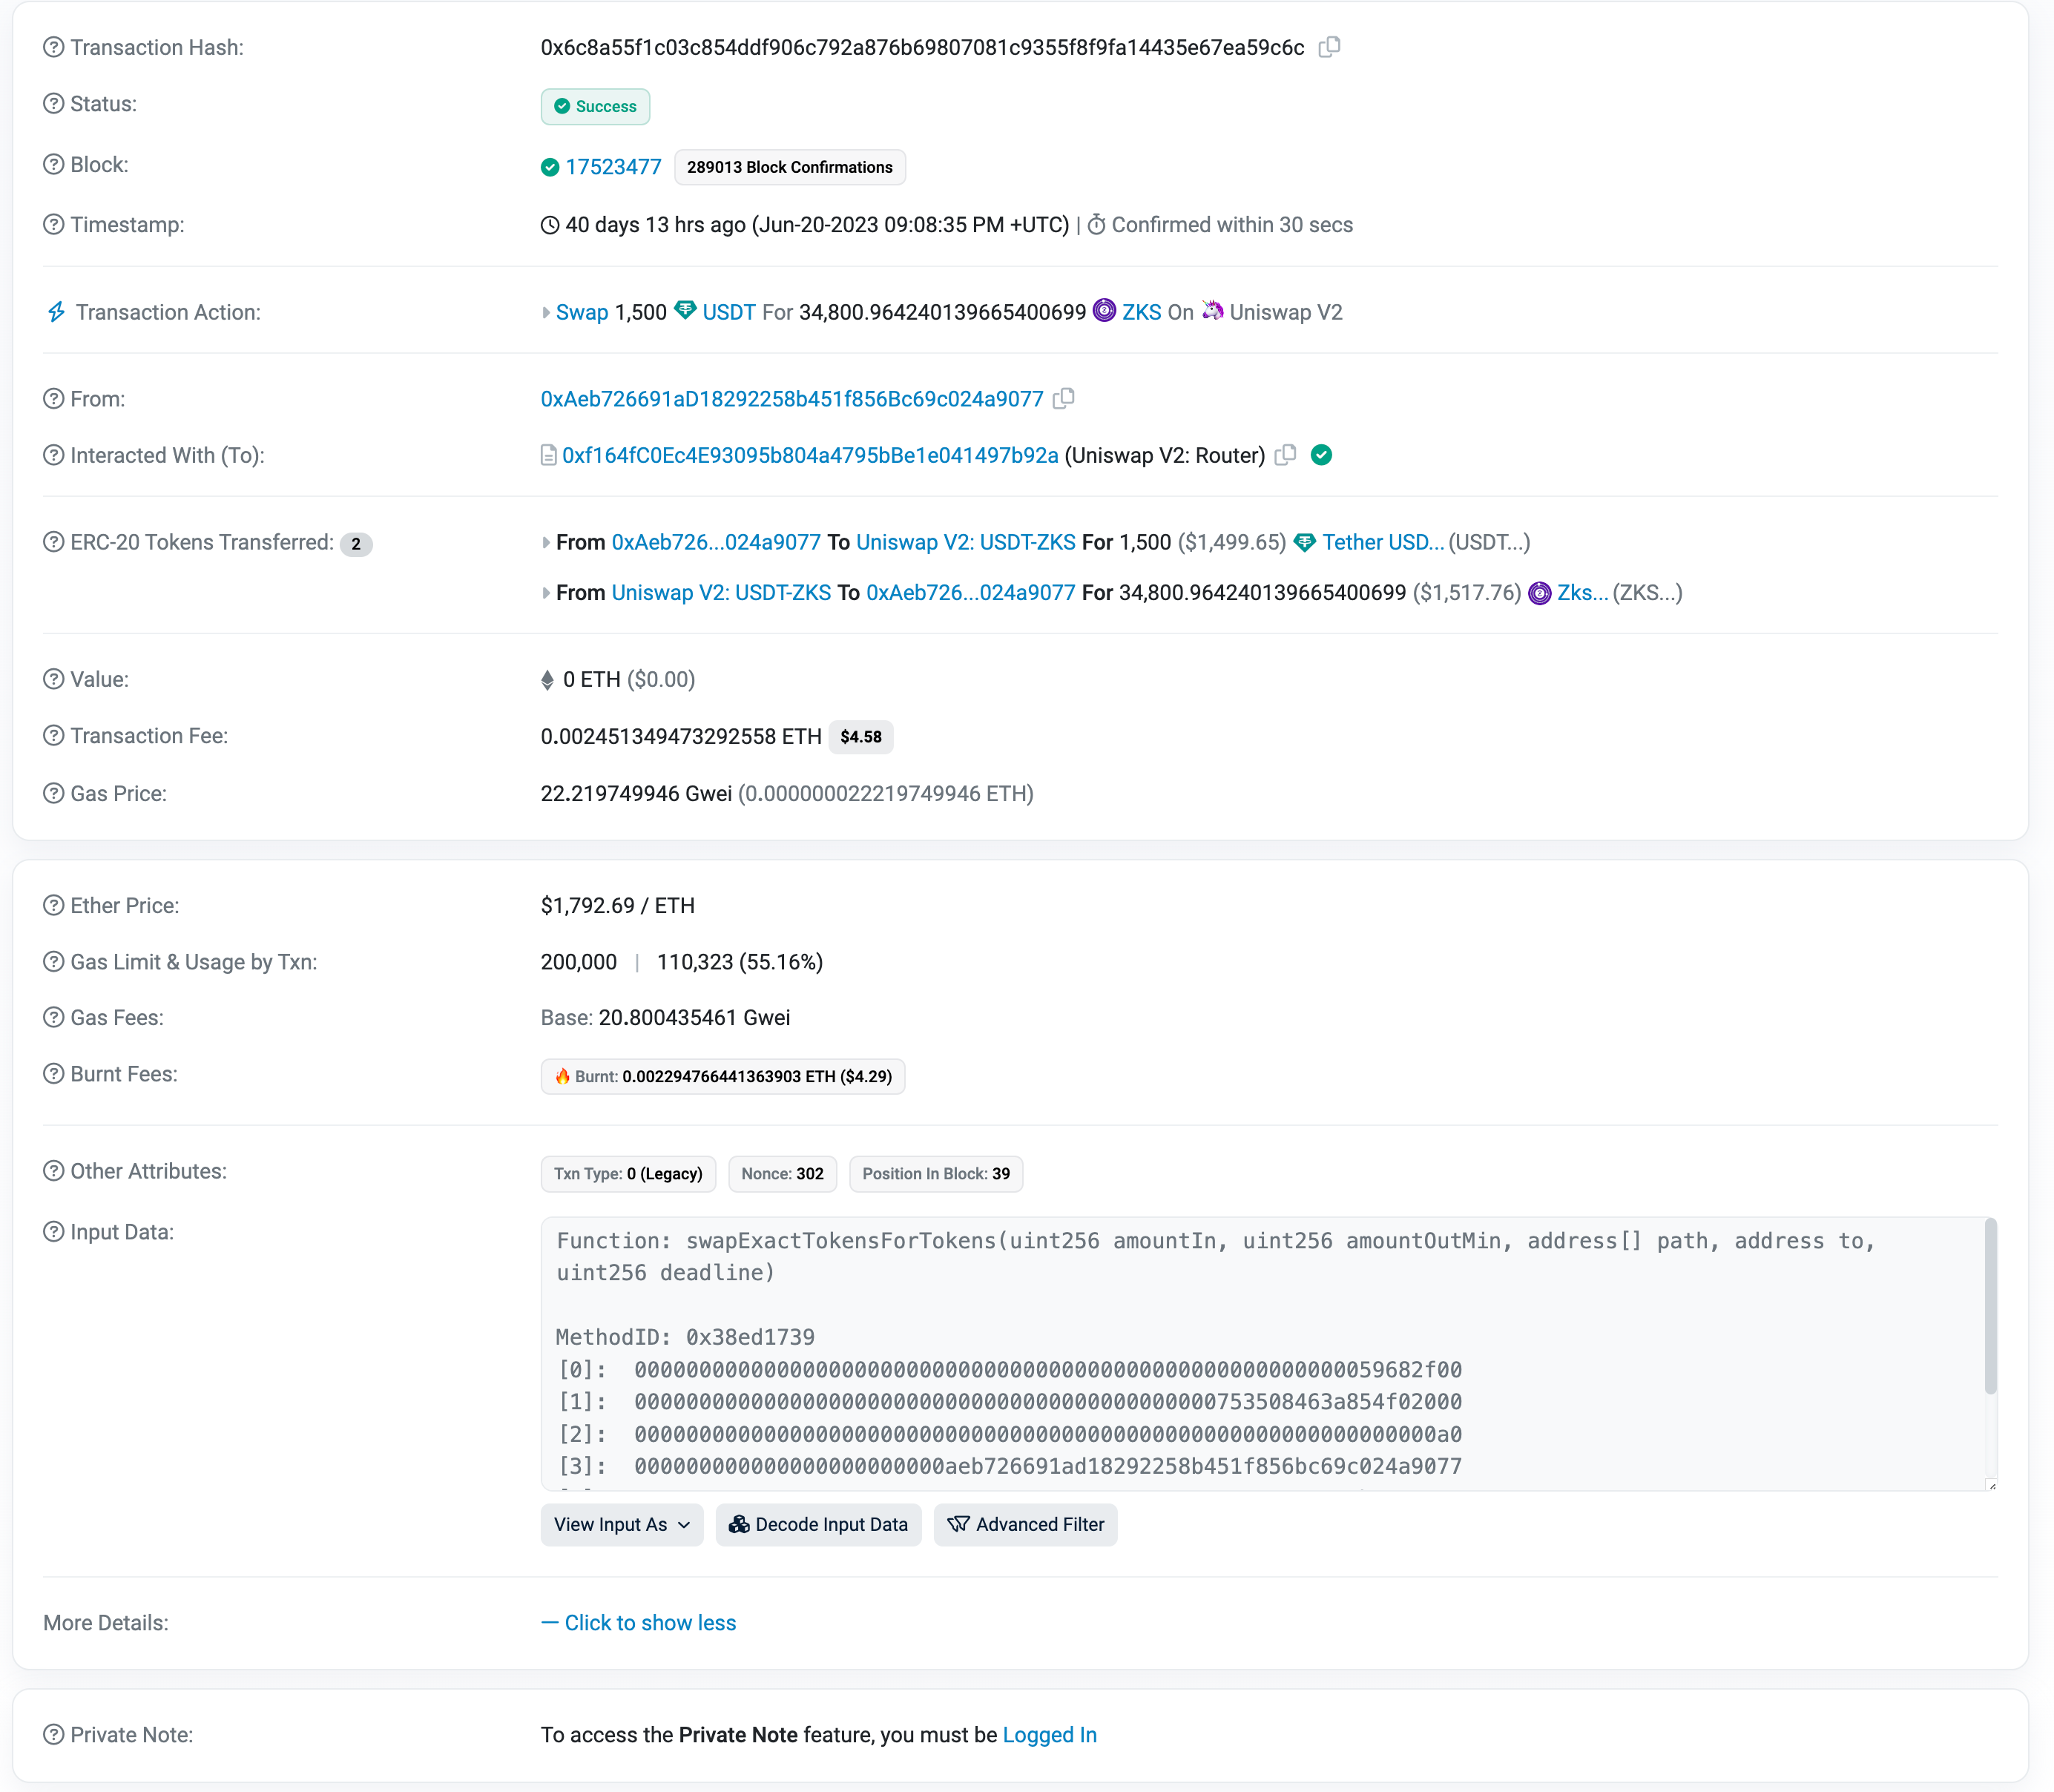 Transaction Hash: 0x6c8a55f1c03c854ddf906c792a876b69807081c9355f8f9fa14435e67ea59c6c
Status: Success
Block: 17523477 289013 Block Confirmations
Timestamp: 40 days 13 hrs ago (Jun-20-2023 09:08:35 PM +UTC) | Confirmed within 30 secs
Transaction Action: Swap 1,500 USDT For 34,800.964240139665400699 ZKS On Uniswap V2
From: 0xAeb726691aD18292258b451f856Bc69c024a9077
Interacted With (To): 0xf164fC0Ec4E93095b804a4795bBe1e041497b92a (Uniswap V2: Router)
ERC-20 Tokens Transferred: 2 From 0xAeb726...024a9077 To Uniswap V2: USDT-ZKS For 1,500 ($1,499.65) Tether USD... (USDT...)
From Uniswap V2: USDT-ZKS To 0xAeb726...024a9077 For 34,800.964240139665400699 ($1,517.76) Zks... (ZKS...)
Value: 0 ETH ($0.00)
Transaction Fee: 0.002451349473292558 ETH $4.58
Gas Price: 22.219749946 Gwei (0.000000022219749946 ETH)
Ether Price: $1,792.69 / ETH
Gas Limit & Usage by Txn: 200,000 | 110,323 (55.16%)
Gas Fees: Base: 20.800435461 Gwei
Burnt Fees: Burnt: 0.002294766441363903 ETH ($4.29)
Other Attributes: Txn Type: 0 (Legacy) Nonce: 302 Position In Block: 39
Input Data: Function: swapExactTokensForTokens(uint256 amountIn, uint256 amountOutMin, address[] path, address to,
uint256 deadline)
MethodID: 0x38ed1739
[0]: 0000000000000000000000000000000000000000000000000000000059682f00
[1]: 000000000000000000000000000000000000000000000753508463a854f02000
[2]: 00000000000000000000000000000000000000000000000000000000000000a0
[3]: 000000000000000000000000aeb726691ad18292258b451f856bc69c024a9077
View Input As Decode Input Data Advanced Filter
More Details: — Click to show less
Private Note: To access the Private Note feature, you must be Logged In